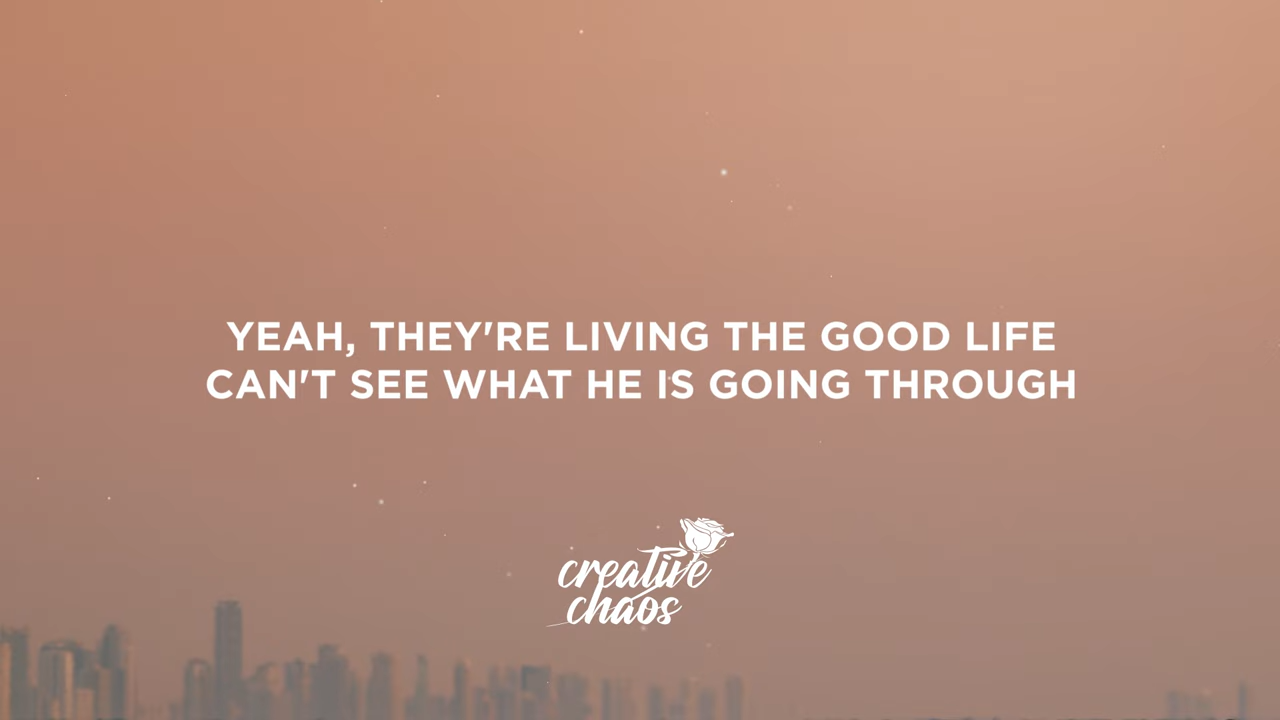 YEAH, THEY'RE LIVING THE GOOD LIFE
CAN'T SEE WHAT HE IS GOING THROUGH
creative
chaos